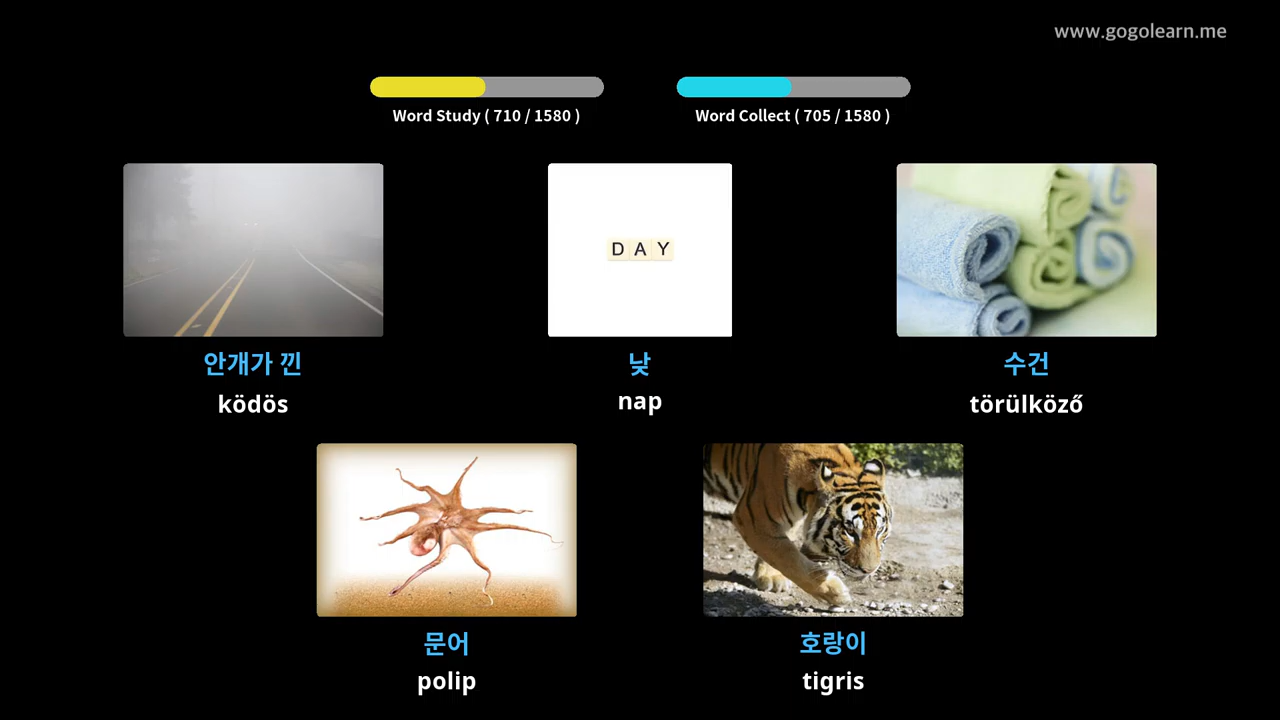 www.gogolearn.me
Word Study ( 710 / 1580 )
Word Collect ( 705 / 1580 )
DAY
안개가 낀
낮
수건
ködös
nap
törülköző
문어
호랑이
polip
tigris